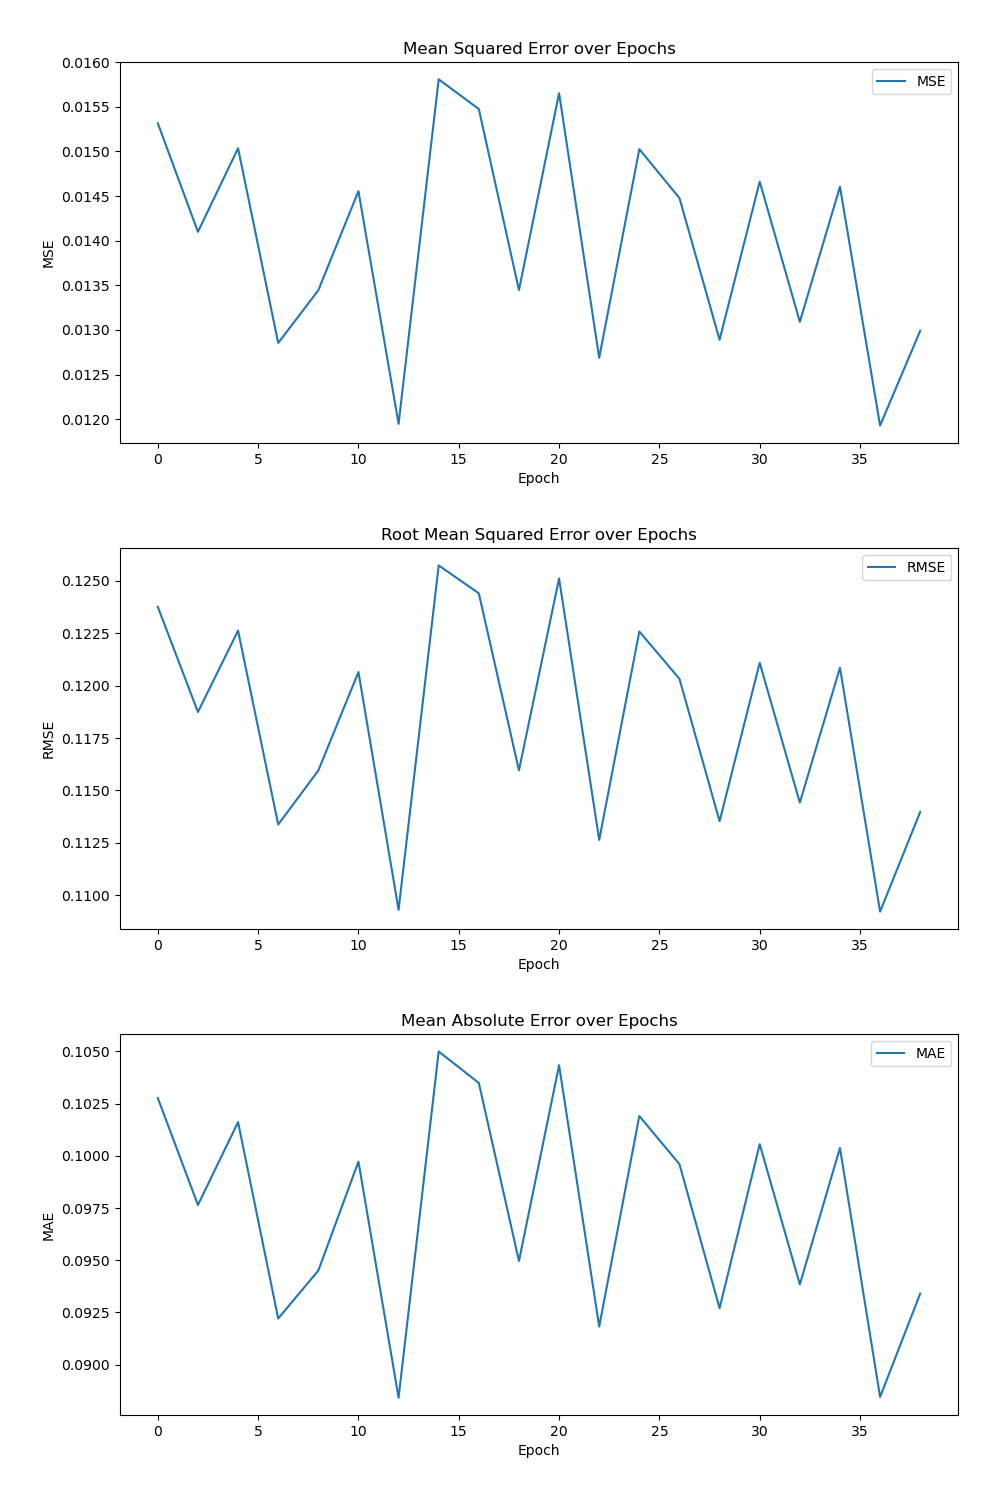 Mean Squared Error over Epochs
MSE
0.0160
0.0155
0.0150
0.0145
0.0140
0.0135
0.0130
0.0125
0.0120
MSE
0 5 10 15 20 25 30 35
Epoch
Root Mean Squared Error over Epochs
RMSE
0.1250
0.1225
0.1200
0.1175
0.1150
0.1125
0.1100
RMSE
0 5 10 15 20 25 30 35
Epoch
Mean Absolute Error over Epochs
MAE
0.1050
0.1025
0.1000
0.0975
0.0950
0.0925
0.0900
MAE
0 5 10 15 20 25 30 35
Epoch